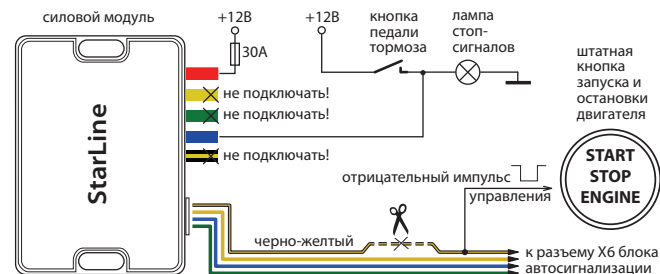 силовой модуль
+12В
+12В
кнопка
педали
тормоза
лампа
стоп-
сигналов
30А
не подключать!
не подключать!
не подключать!
StarLine
штатная
кнопка
запуска и
остановки
двигателя
START
STOP
ENGINE
отрицательный импульс
управления
черно-желтый
к разъему X6 блока
автосигнализации